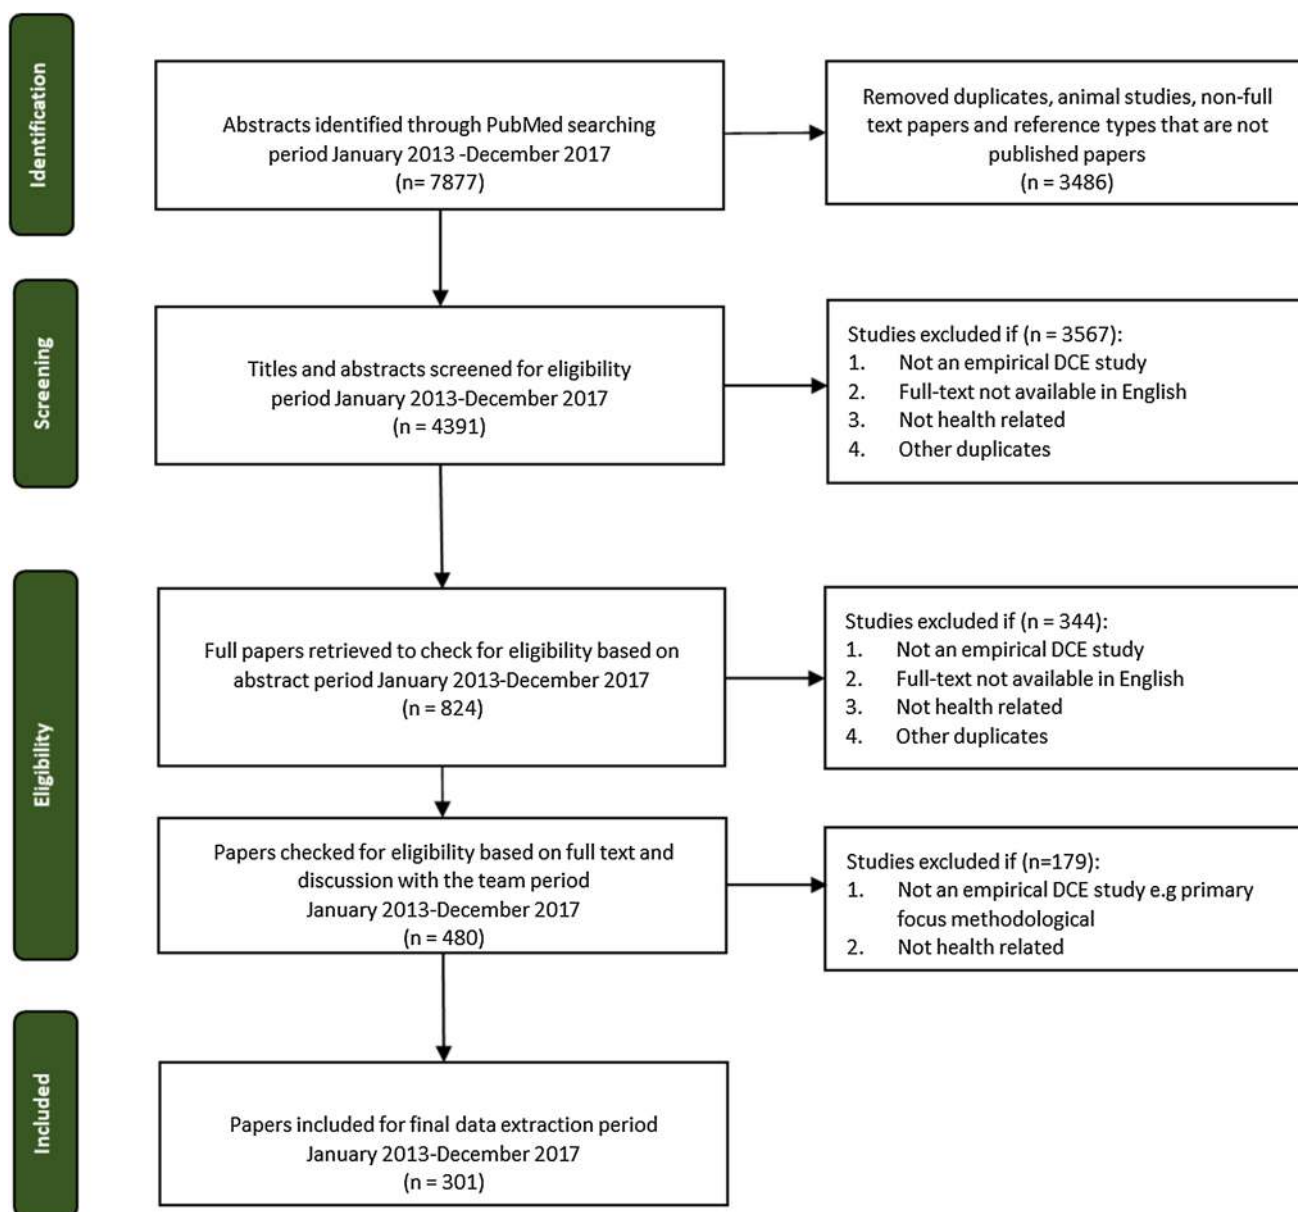 Identification
Abstracts identified through PubMed searching
period January 2013 -December 2017
(n= 7877)
Removed duplicates, animal studies, non-full
text papers and reference types that are not
published papers
(n = 3486)
Screening
Titles and abstracts screened for eligibility
period January 2013-December 2017
(n = 4391)
Studies excluded if (n = 3567):
1. Not an empirical DCE study
2. Full-text not available in English
3. Not health related
4. Other duplicates
Eligibility
Full papers retrieved to check for eligibility based on
abstract period January 2013-December 2017
(n = 824)
Studies excluded if (n = 344):
1. Not an empirical DCE study
2. Full-text not available in English
3. Not health related
4. Other duplicates
Papers checked for eligibility based on full text and
discussion with the team period
January 2013-December 2017
(n = 480)
Studies excluded if (n=179):
1. Not an empirical DCE study e.g primary
focus methodological
2. Not health related
Included
Papers included for final data extraction period
January 2013-December 2017
(n = 301)